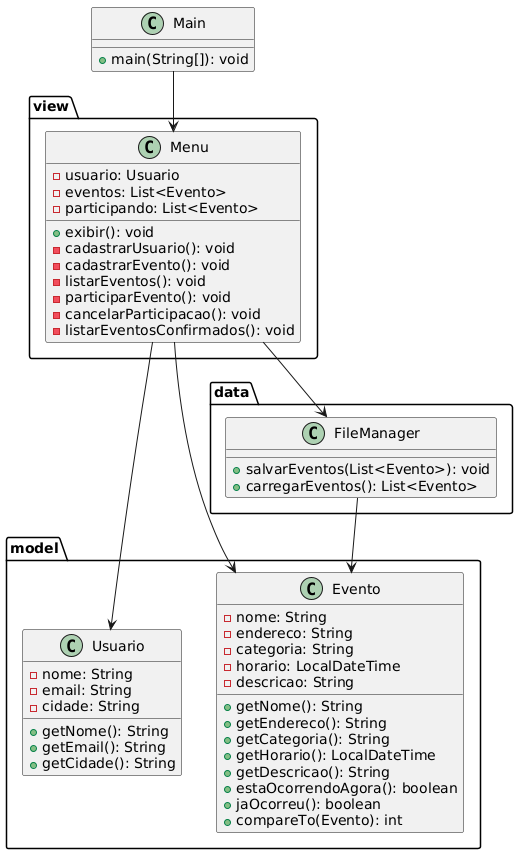 C Main
main(String[]): void
view
C Menu
usuario: Usuario
eventos: List<Evento>
participando: List<Evento>
exibir(): void
cadastrarUsuario(): void
cadastrarEvento(): void
listarEventos(): void
participarEvento(): void
cancelarParticipacao(): void
listarEventosConfirmados(): void
data
C FileManager
salvarEventos(List<Evento>): void
carregarEventos(): List<Evento>
model
C Usuario
nome: String
email: String
cidade: String
getNome(): String
getEmail(): String
getCidade(): String
C Evento
nome: String
endereco: String
categoria: String
horario: LocalDateTime
descricao: String
getNome(): String
getEndereco(): String
getCategoria(): String
getHorario(): LocalDateTime
getDescricao(): String
estaOcorrendoAgora(): boolean
jaOcorreu(): boolean
compareTo(Evento): int